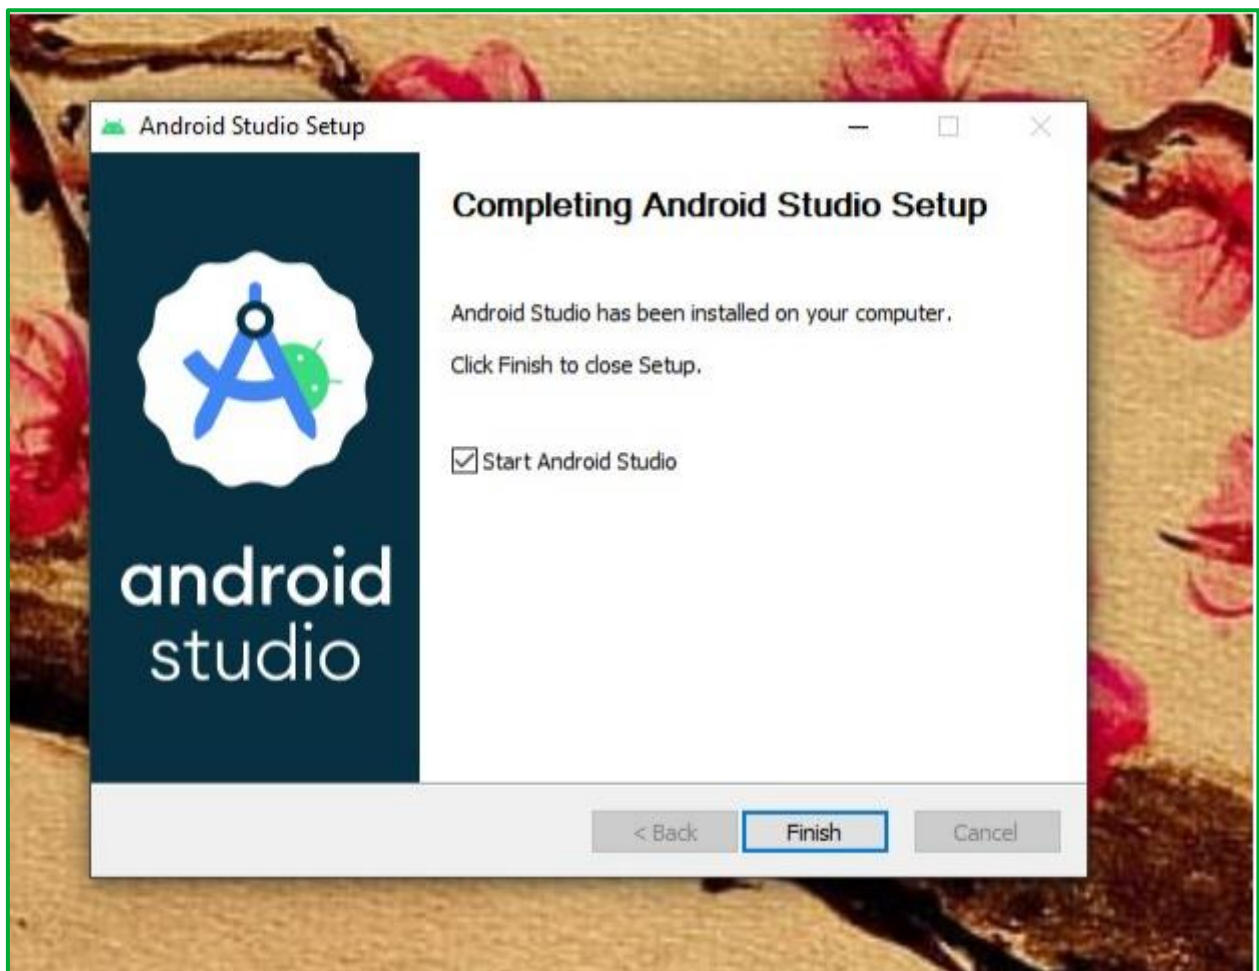 Android Studio Setup
Completing Android Studio Setup
Android Studio has been installed on your computer.
Click Finish to close Setup.
Start Android Studio
android
studio
< Back
Finish
Cancel